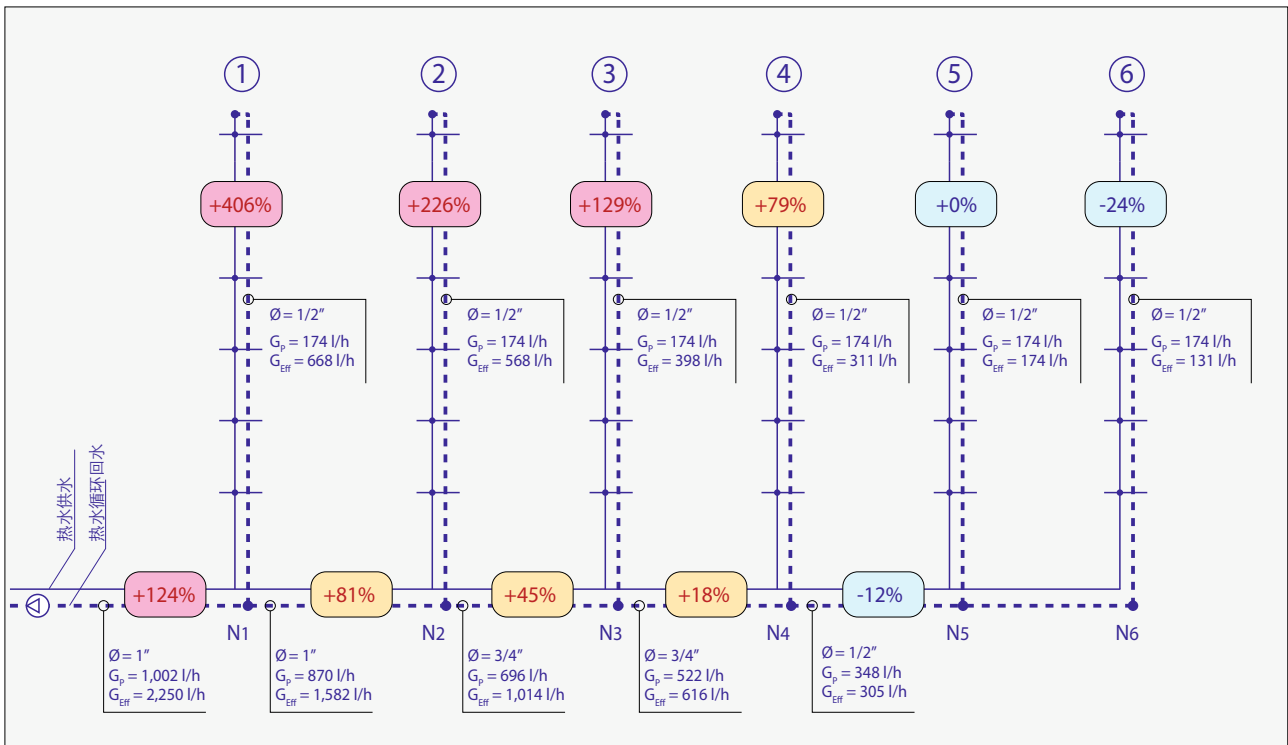 1
2
3
4
5
6
+406%
+226%
+129%
+79%
+0%
-24%
Ø = 1/2"
GP = 174 l/h
GEff = 668 l/h
Ø = 1/2"
GP = 174 l/h
GEff = 568 l/h
Ø = 1/2"
GP = 174 l/h
GEff = 398 l/h
Ø = 1/2"
GP = 174 l/h
GEff = 311 l/h
Ø = 1/2"
GP = 174 l/h
GEff = 174 l/h
Ø = 1/2"
GP = 174 l/h
GEff = 131 l/h
热水供水
热水循环回水
+124%
+81%
+45%
+18%
-12%
N1
N2
N3
N4
N5
N6
Ø = 1"
GP = 1,002 l/h
GEff = 2,250 l/h
Ø = 1"
GP = 870 l/h
GEff = 1,582 l/h
Ø = 3/4"
GP = 696 l/h
GEff = 1,014 l/h
Ø = 3/4"
GP = 522 l/h
GEff = 616 l/h
Ø = 1/2"
GP = 348 l/h
GEff = 305 l/h